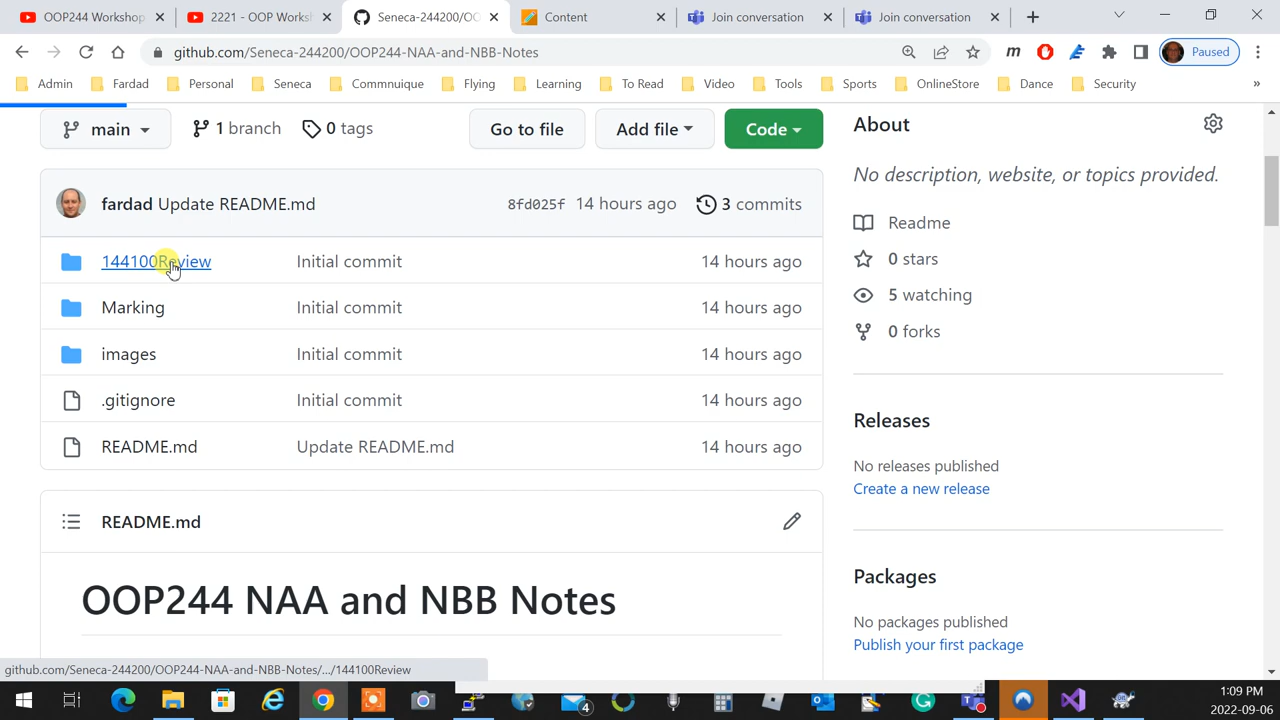 OOP244 Workshop
2221 - OOP Worksh
Seneca-244200/OO
Content
Join conversation
Join conversation
github.com/Seneca-244200/OOP244-NAA-and-NBB-Notes
m
Paused
Admin
Fardad
Personal
Seneca
Commnuique
Flying
Learning
To Read
Video
Tools
Sports
OnlineStore
Dance
Security
»
main
1 branch
0 tags
Go to file
Add file
Code
About
No description, website, or topics provided.
fardad Update README.md
8fd025f 14 hours ago
3 commits
Readme
144100Review
Initial commit
14 hours ago
0 stars
Marking
Initial commit
14 hours ago
5 watching
0 forks
images
Initial commit
14 hours ago
.gitignore
Initial commit
14 hours ago
Releases
README.md
Update README.md
14 hours ago
No releases published
Create a new release
README.md
Packages
OOP244 NAA and NBB Notes
No packages published
Publish your first package
github.com/Seneca-244200/OOP244-NAA-and-NBB-Notes/.../144100Review
4
1:09 PM
2022-09-06